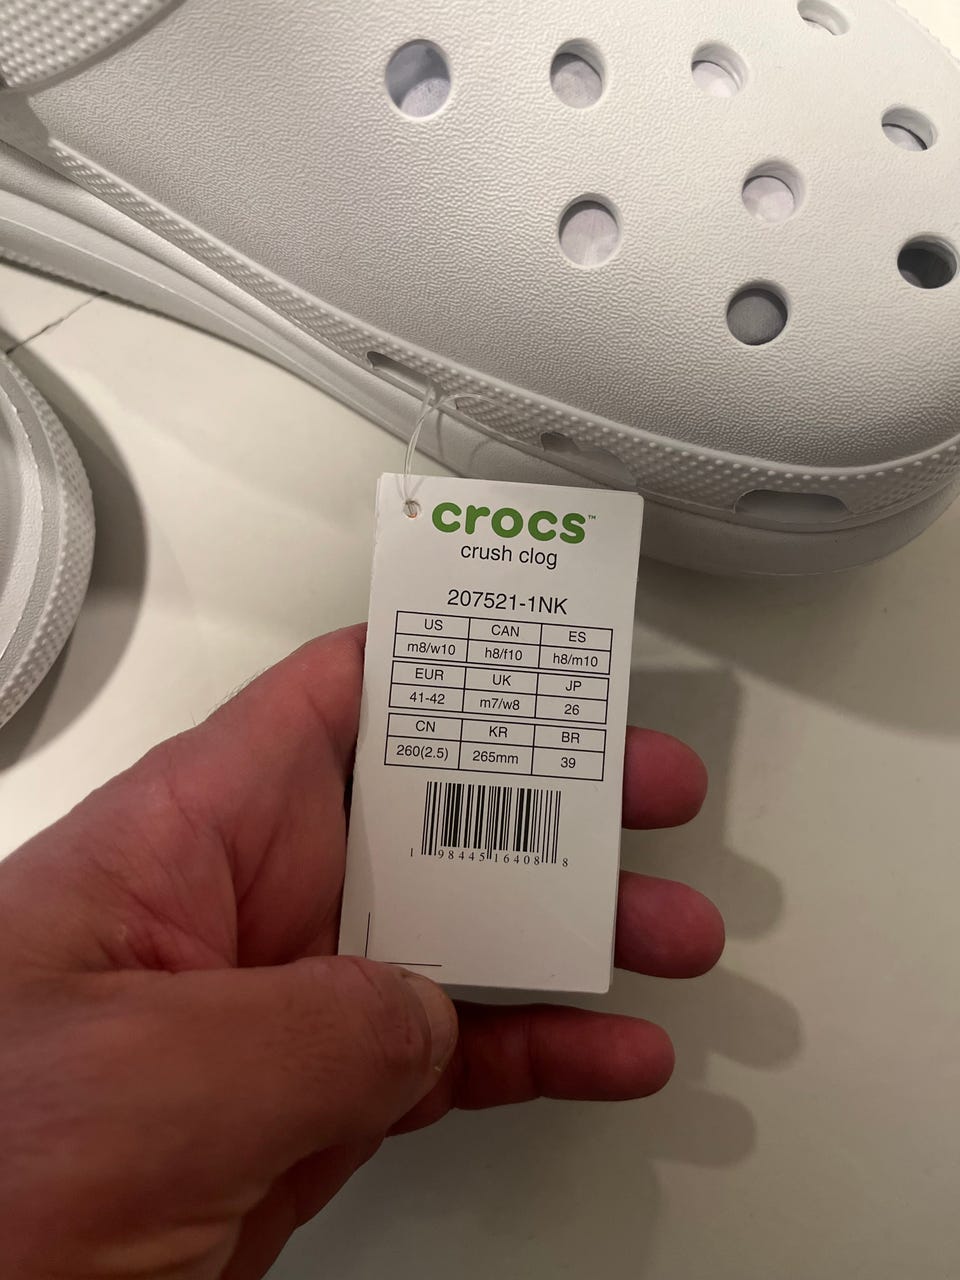 crocs™
crush clog
207521-1NK
US CAN ES
m8/w10 h8/f10 h8/m10
EUR UK JP
41-42 m7/w8 26
CN KR BR
260(2.5) 265mm 39
1 98445 16408 8